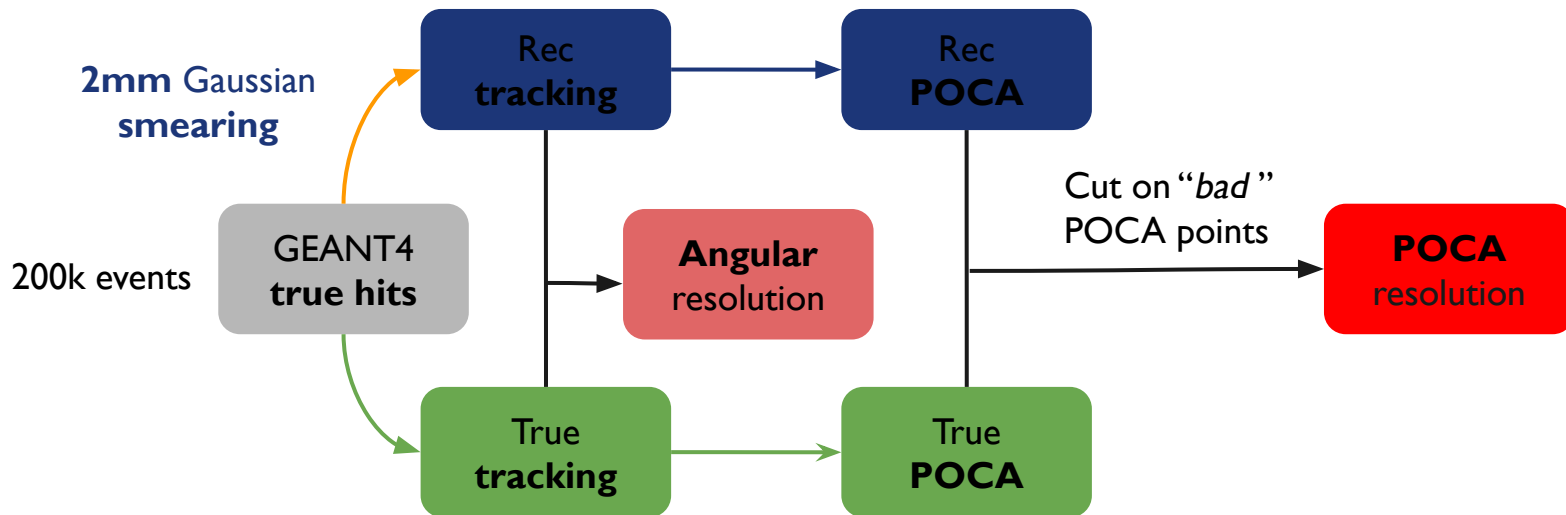 2mm Gaussian
smearing
Rec
tracking
Rec
POCA
200k events
GEANT4
true hits
Angular
resolution
Cut on “bad ”
POCA points
POCA
resolution
True
tracking
True
POCA